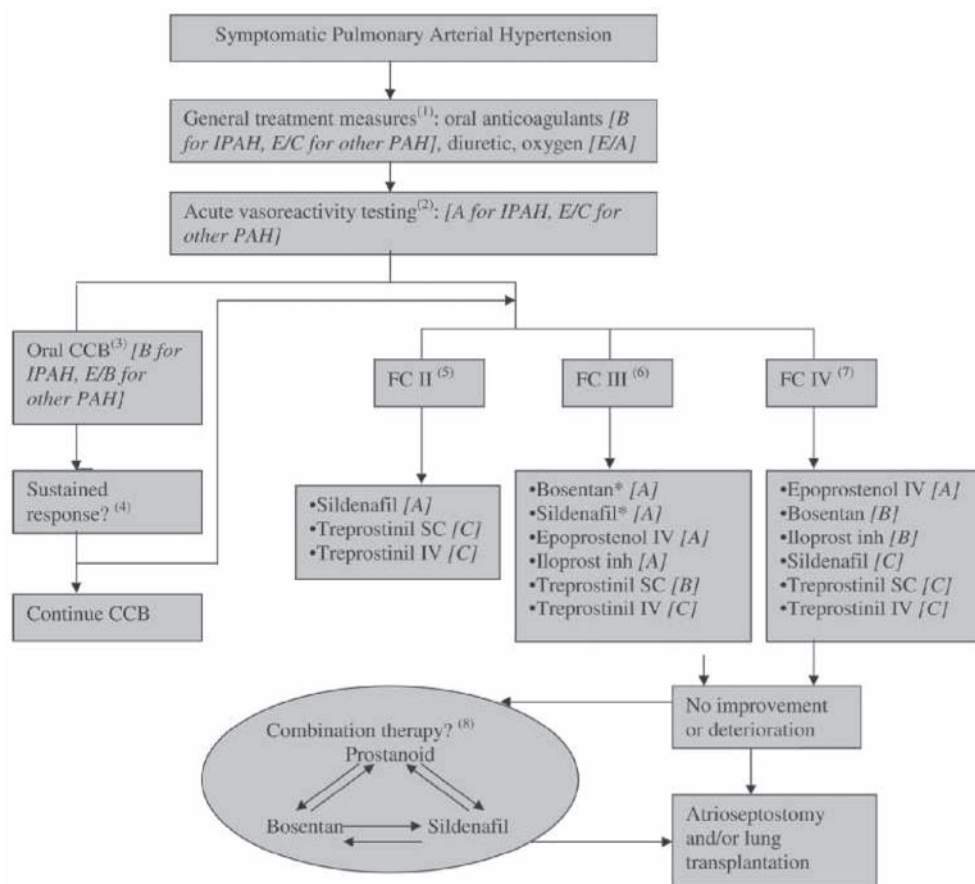 Symptomatic Pulmonary Arterial Hypertension
General treatment measures(1): oral anticoagulants [B
for IPAH, E/C for other PAH], diuretic, oxygen [E/A]
Acute vasoreactivity testing(2): [A for IPAH, E/C for
other PAH]
Oral CCB(3) [B for
IPAH, E/B for
other PAH]
Sustained
response? (4)
Continue CCB
FC II (5)
•Sildenafil [A]
•Treprostinil SC [C]
•Treprostinil IV [C]
FC III (6)
•Bosentan* [A]
•Sildenafil* [A]
•Epoprostenol IV [A]
•Iloprost inh [A]
•Treprostinil SC [B]
•Treprostinil IV [C]
FC IV (7)
•Epoprostenol IV [A]
•Bosentan [B]
•Iloprost inh [B]
•Sildenafil [C]
•Treprostinil SC [C]
•Treprostinil IV [C]
No improvement
or deterioration
Combination therapy? (8)
Prostanoid
Bosentan
Sildenafil
Atrioseptostomy
and/or lung
transplantation